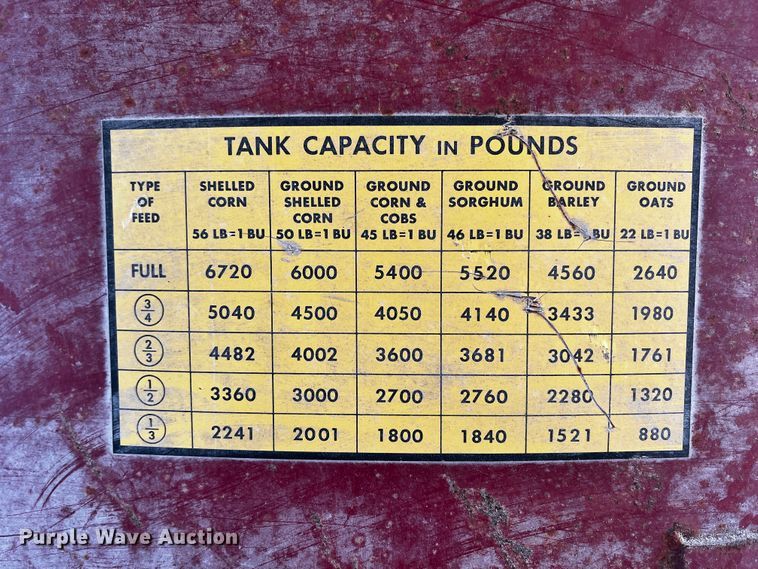 TANK CAPACITY IN POUNDS
TYPE OF FEED SHELLED CORN 56 LB=1 BU GROUND SHELLED CORN 50 LB=1 BU GROUND CORN & COBS 45 LB=1 BU GROUND SORGHUM 46 LB=1 BU GROUND BARLEY 38 LB=1BU GROUND OATS 22 LB=1BU
FULL 6720 6000 5400 5520 4560 2640
3/4 5040 4500 4050 4140 3433 1980
2/3 4482 4002 3600 3681 3042 1761
1/2 3360 3000 2700 2760 2280 1320
1/3 2241 2001 1800 1840 1521 880
Purple Wave Auction